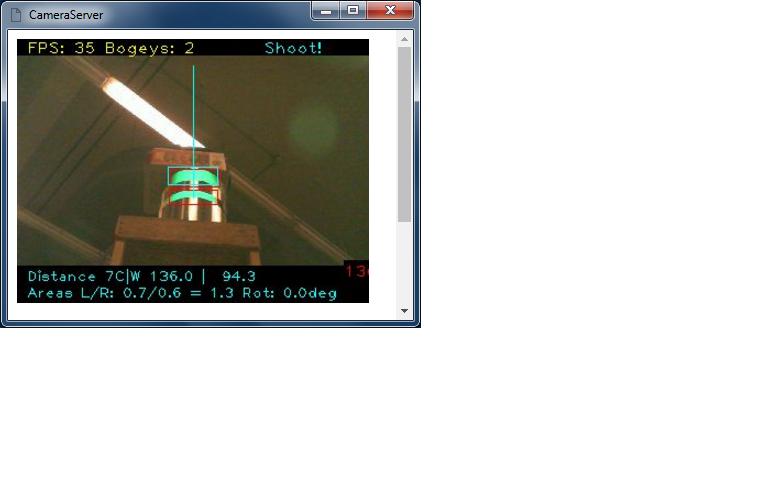 CameraServer
FPS: 35 Bogeys: 2 Shoot!
Distance 7C|W 136.0 | 94.3
Areas L/R: 0.7/0.6 = 1.3 Rot: 0.0deg